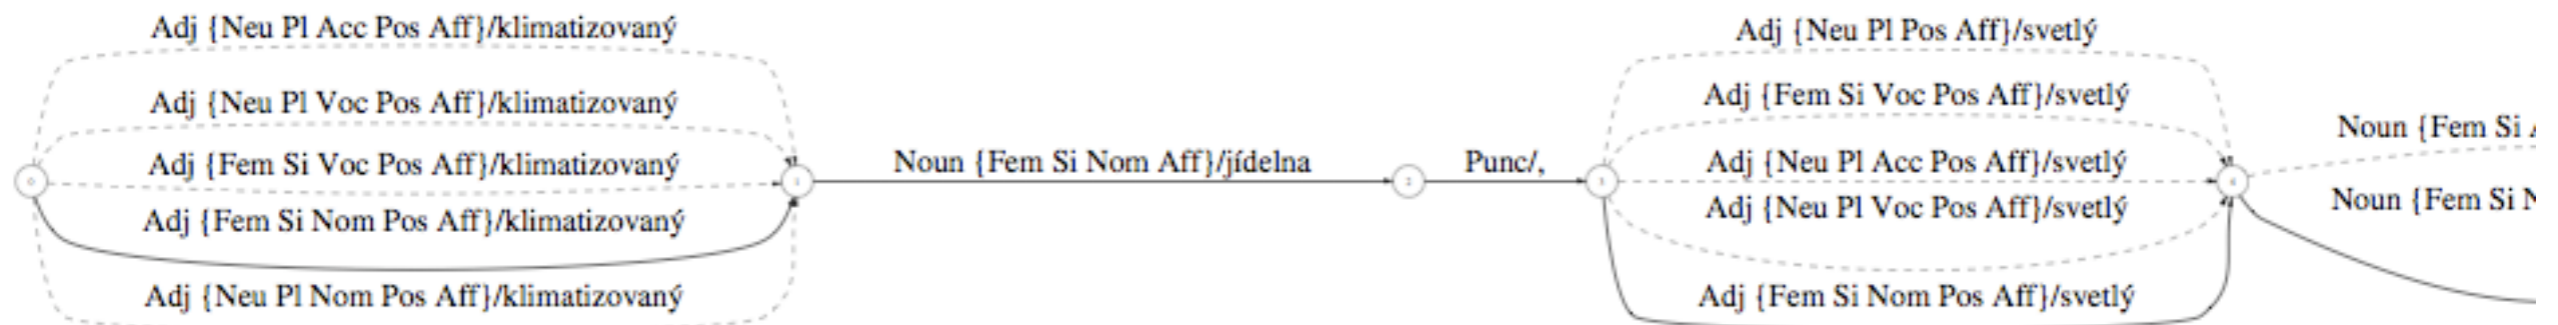 Adj {Neu Pl Acc Pos Aff}/klimatizovaný
Adj {Neu Pl Voc Pos Aff}/klimatizovaný
Adj {Fem Si Voc Pos Aff}/klimatizovaný
Adj {Fem Si Nom Pos Aff}/klimatizovaný
Adj {Neu Pl Nom Pos Aff}/klimatizovaný
Noun {Fem Si Nom Aff}/jídelna
Punc/,
Adj {Neu Pl Pos Aff}/svetlý
Adj {Fem Si Voc Pos Aff}/svetlý
Adj {Neu Pl Acc Pos Aff}/svetlý
Adj {Neu Pl Voc Pos Aff}/svetlý
Adj {Fem Si Nom Pos Aff}/svetlý
Noun {Fem Si
Noun {Fem Si